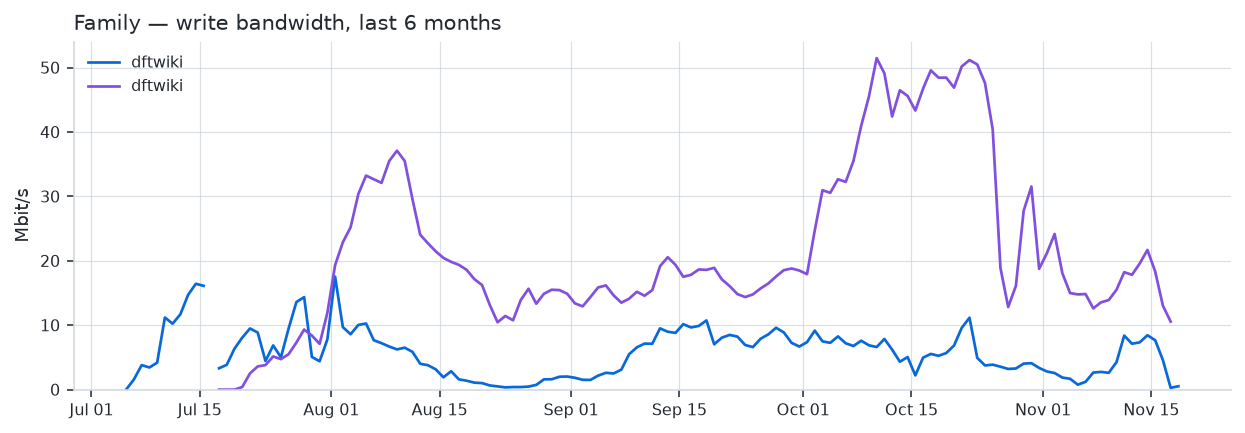 Family — write bandwidth, last 6 months
dftwiki
dftwiki
Mbit/s
50
40
30
20
10
0
Jul 01 Jul 15 Aug 01 Aug 15 Sep 01 Sep 15 Oct 01 Oct 15 Nov 01 Nov 15